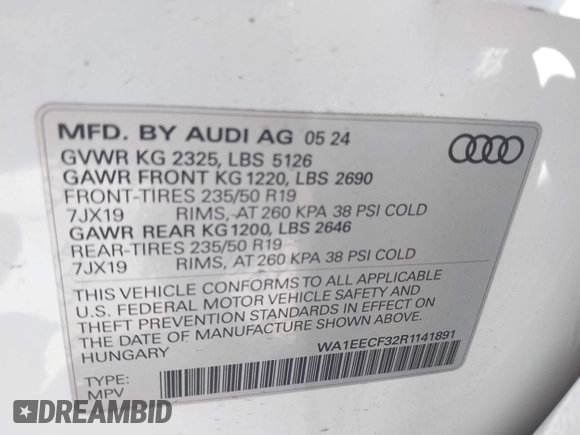 MFD. BY AUDI AG 05 24
GVWR KG 2325, LBS 5126
GAWR FRONT KG 1220, LBS 2690
FRONT-TIRES 235/50 R19
7JX19 RIMS, AT 260 KPA 38 PSI COLD
GAWR REAR KG 1200, LBS 2646
REAR-TIRES 235/50 R19
7JX19 RIMS, AT 260 KPA 38 PSI COLD
THIS VEHICLE CONFORMS TO ALL APPLICABLE
U.S. FEDERAL MOTOR VEHICLE SAFETY AND
THEFT PREVENTION STANDARDS IN EFFECT ON
THE DATE OF MANUFACTURE SHOWN ABOVE
HUNGARY
WA1EECF32R1141891
TYPE:
MPV
DREAMBID